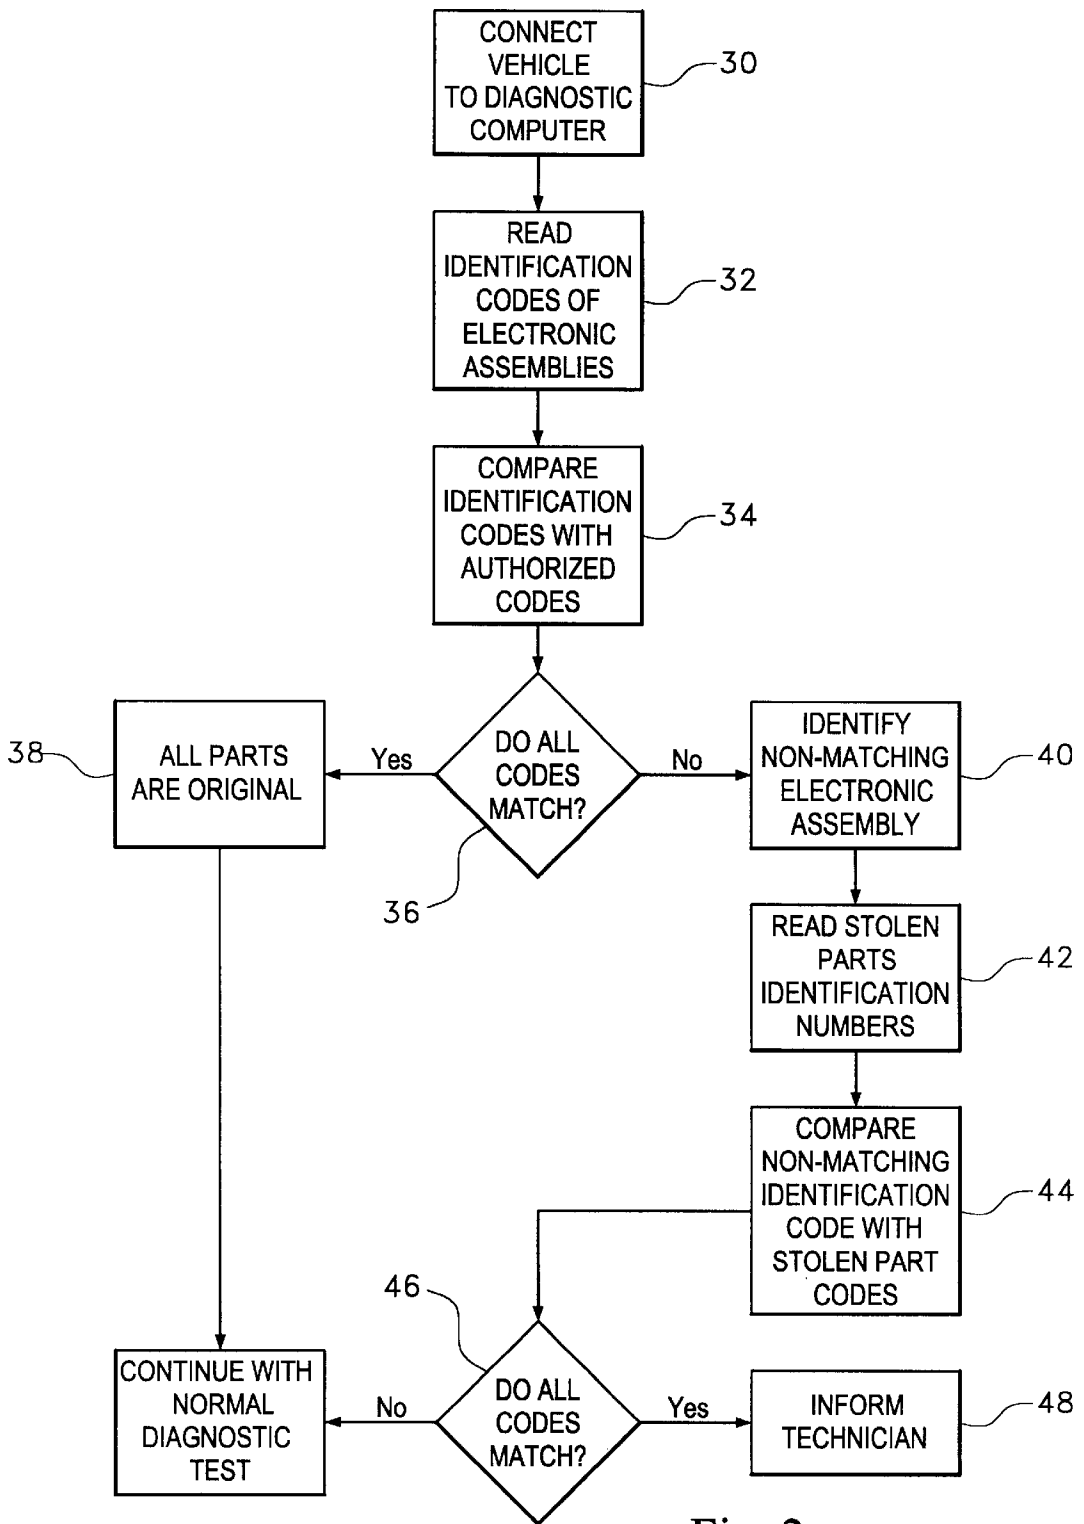 CONNECT
VEHICLE
TO DIAGNOSTIC
COMPUTER
30
READ
IDENTIFICATION
CODES OF
ELECTRONIC
ASSEMBLIES
32
COMPARE
IDENTIFICATION
CODES WITH
AUTHORIZED
CODES
34
DO ALL
CODES
MATCH?
36
Yes
No
ALL PARTS
ARE ORIGINAL
38
IDENTIFY
NON-MATCHING
ELECTRONIC
ASSEMBLY
40
READ STOLEN
PARTS
IDENTIFICATION
NUMBERS
42
COMPARE
NON-MATCHING
IDENTIFICATION
CODE WITH
STOLEN PART
CODES
44
46
DO ALL
CODES
MATCH?
No
Yes
CONTINUE WITH
NORMAL
DIAGNOSTIC
TEST
INFORM
TECHNICIAN
48